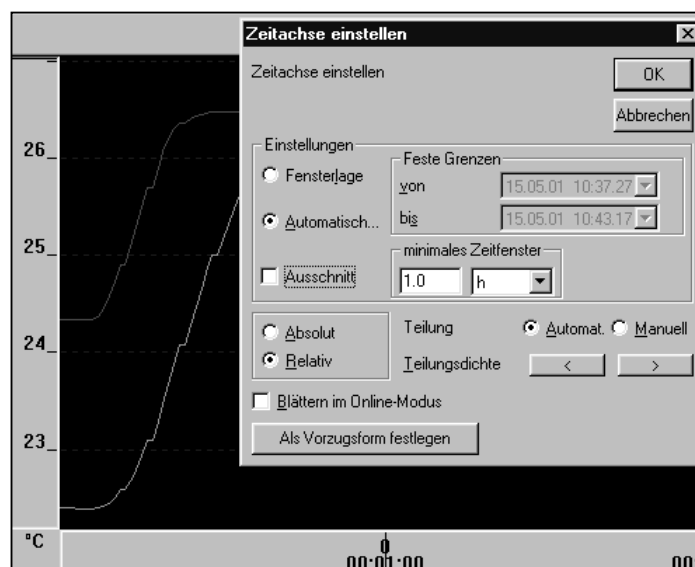 Zeitachse einstellen
Zeitachse einstellen
OK
Abbrechen
Einstellungen
Fensterlage
Automatisch...
Ausschnitt
Feste Grenzen
von 15.05.01 10:37.27
bis 15.05.01 10:43.17
minimales Zeitfenster
1.0 h
Absolut
Relativ
Teilung Automat. Manuell
Teilungsdichte < >
Blättern im Online-Modus
Als Vorzugsform festlegen
26
25
24
23
°C
0
00:01:00
00